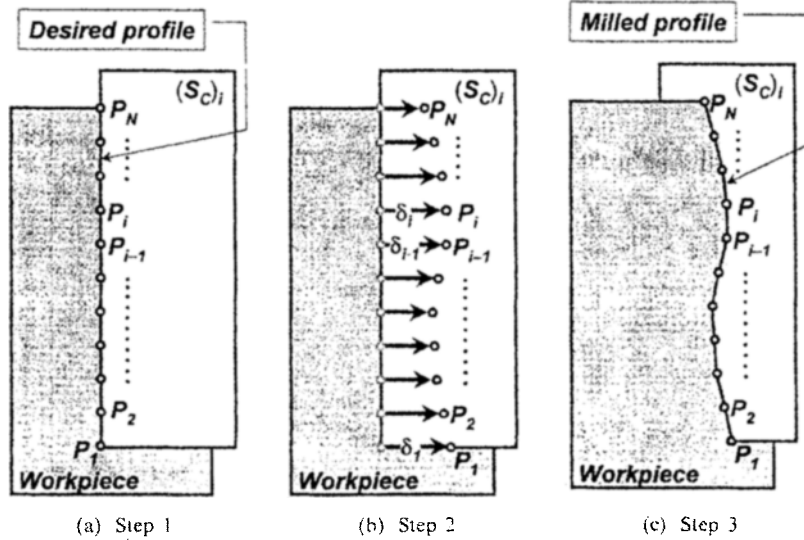 Desired profile
(S_C)_i
P_N
P_i
P_{i-1}
P_2
P_1
Workpiece
(a) Step 1
(S_C)_i
P_N
δ_i P_i
δ_{i-1} P_{i-1}
P_2
δ_1 P_1
Workpiece
(b) Step 2
Milled profile
(S_C)_i
P_N
P_i
P_{i-1}
P_2
P_1
Workpiece
(c) Step 3